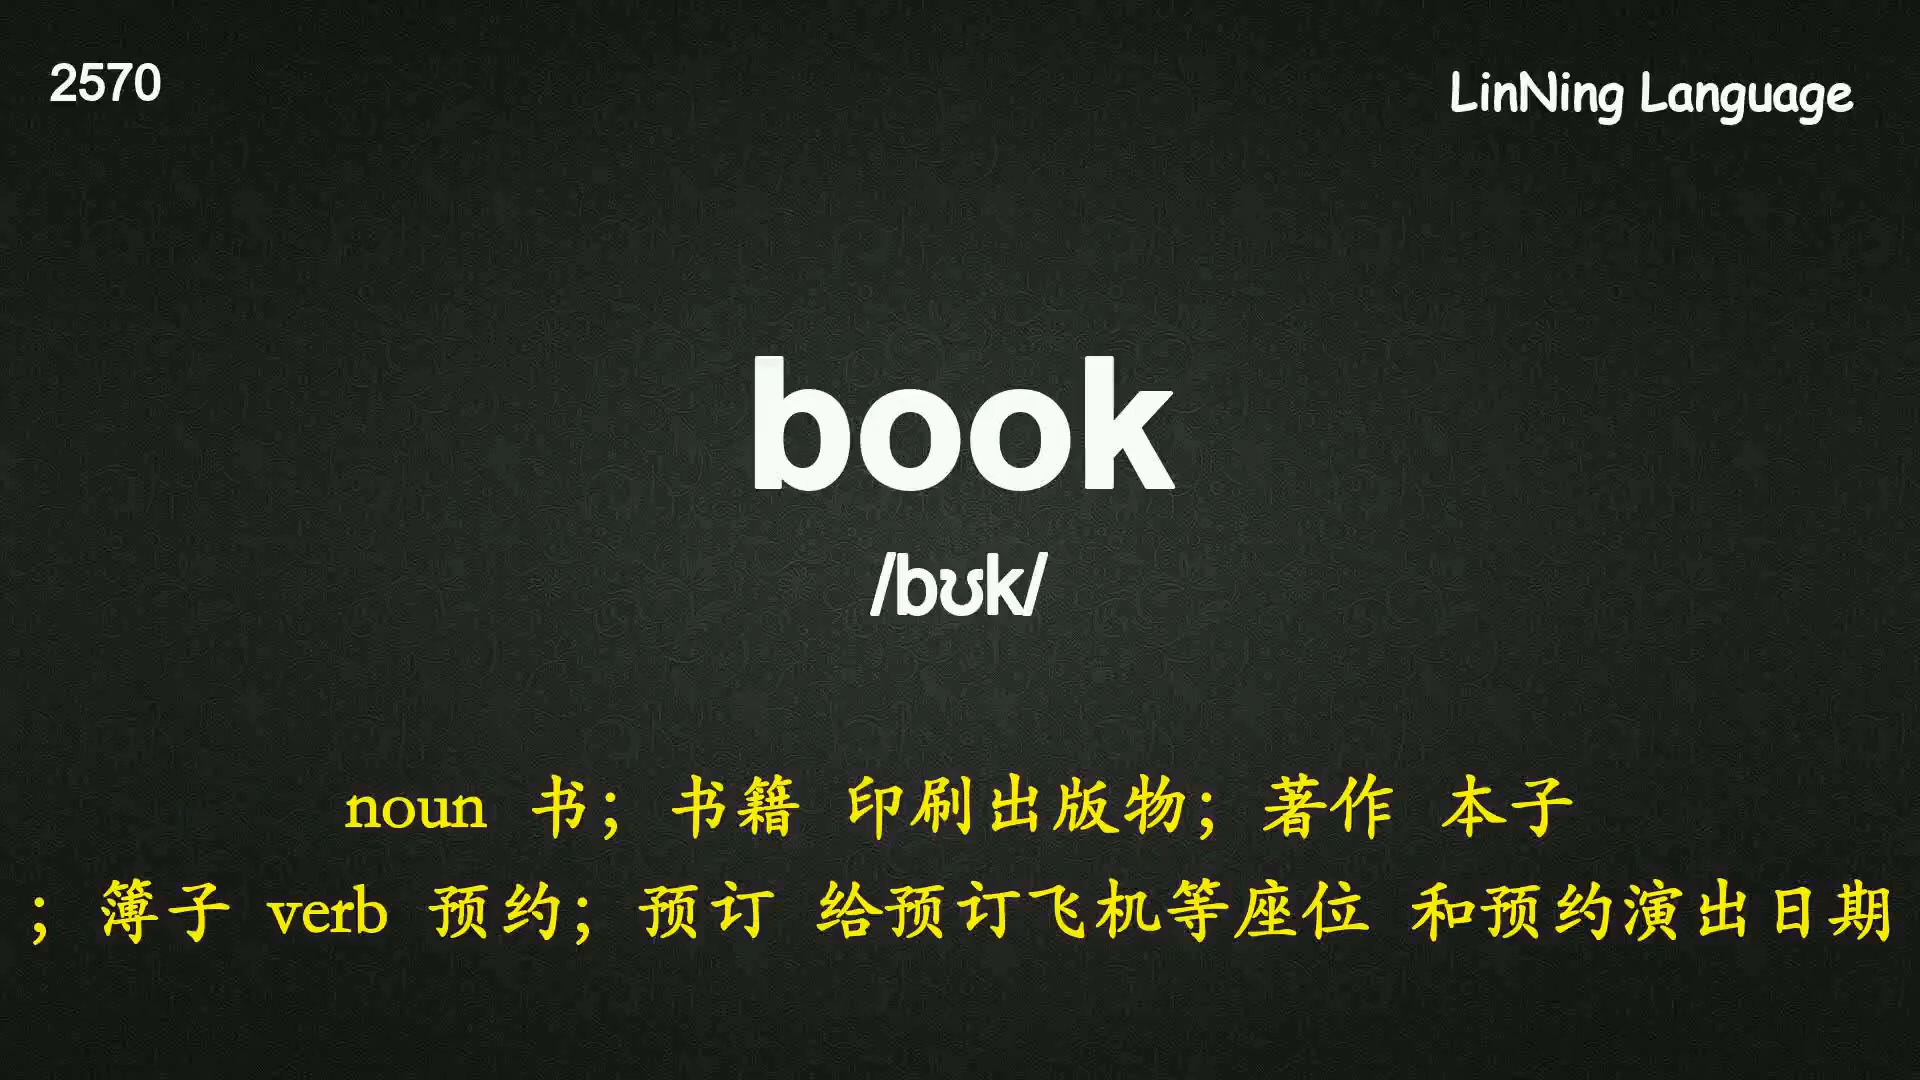 2570
LinNing Language
book
/bʊk/
noun 书；书籍 印刷出版物；著作 本子
；簿子 verb 预约；预订 给预订飞机等座位 和预约演出日期